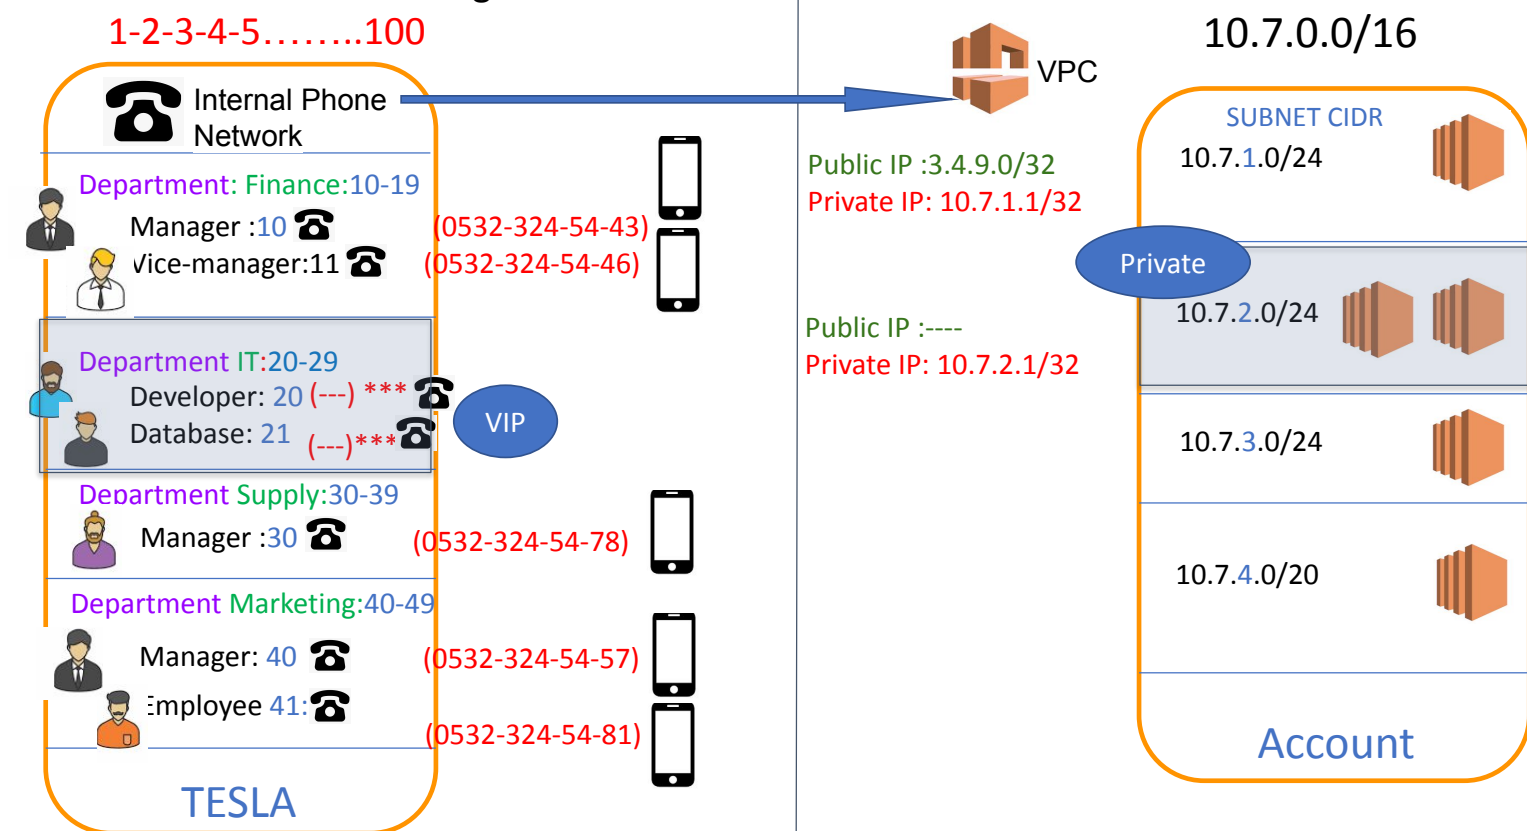 1-2-3-4-5........100
Internal Phone
Network
Department: Finance:10-19
Manager :10
(0532-324-54-43)
Vice-manager:11
(0532-324-54-46)
Department IT:20-29
Developer: 20 (---) ***
Database: 21 (---)***
VIP
Department Supply:30-39
Manager :30
(0532-324-54-78)
Department Marketing:40-49
Manager: 40
(0532-324-54-57)
Employee 41:
(0532-324-54-81)
TESLA
VPC
Public IP :3.4.9.0/32
Private IP: 10.7.1.1/32
Public IP :----
Private IP: 10.7.2.1/32
10.7.0.0/16
SUBNET CIDR
10.7.1.0/24
Private
10.7.2.0/24
10.7.3.0/24
10.7.4.0/20
Account